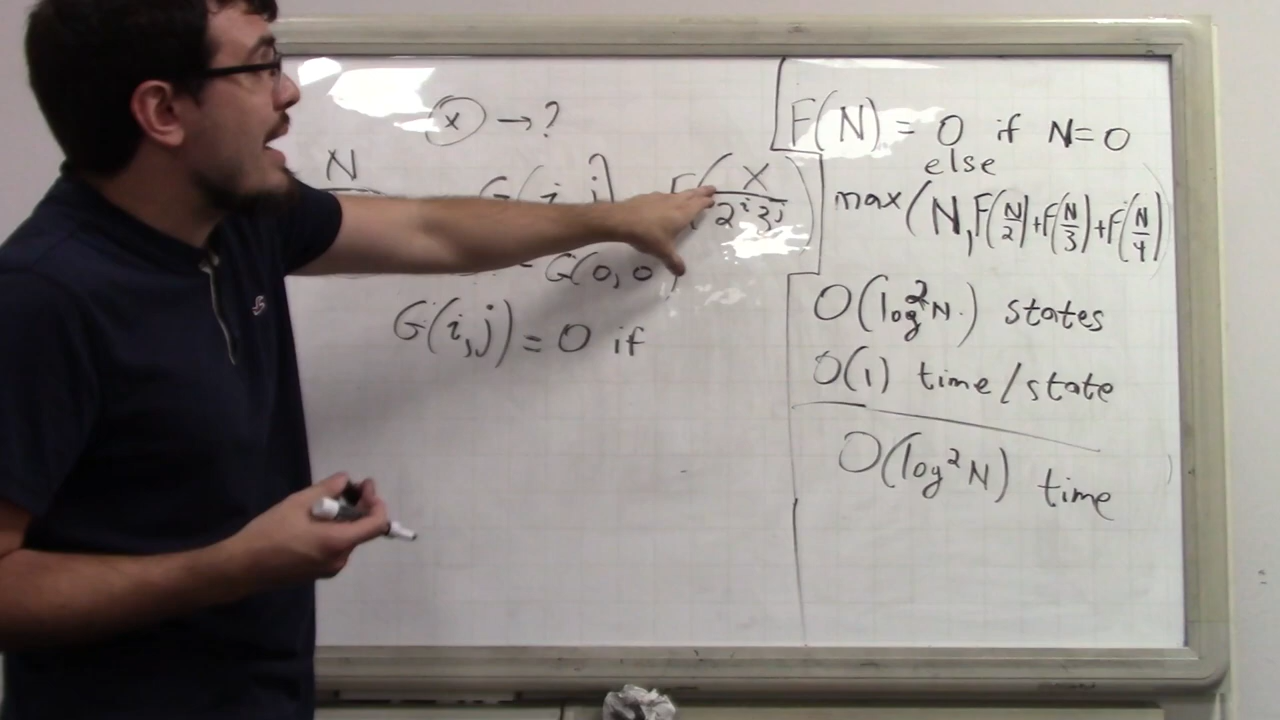 (x) → ?
N
G(i, j) F(X / 2^i 3^j)
G(0, 0)
G(i, j) = 0 if
F(N) = 0 if N=0
else
max(N, F(N/2)+F(N/3)+F(N/4)
O(log²N) states
O(1) time/state
O(log²N) time